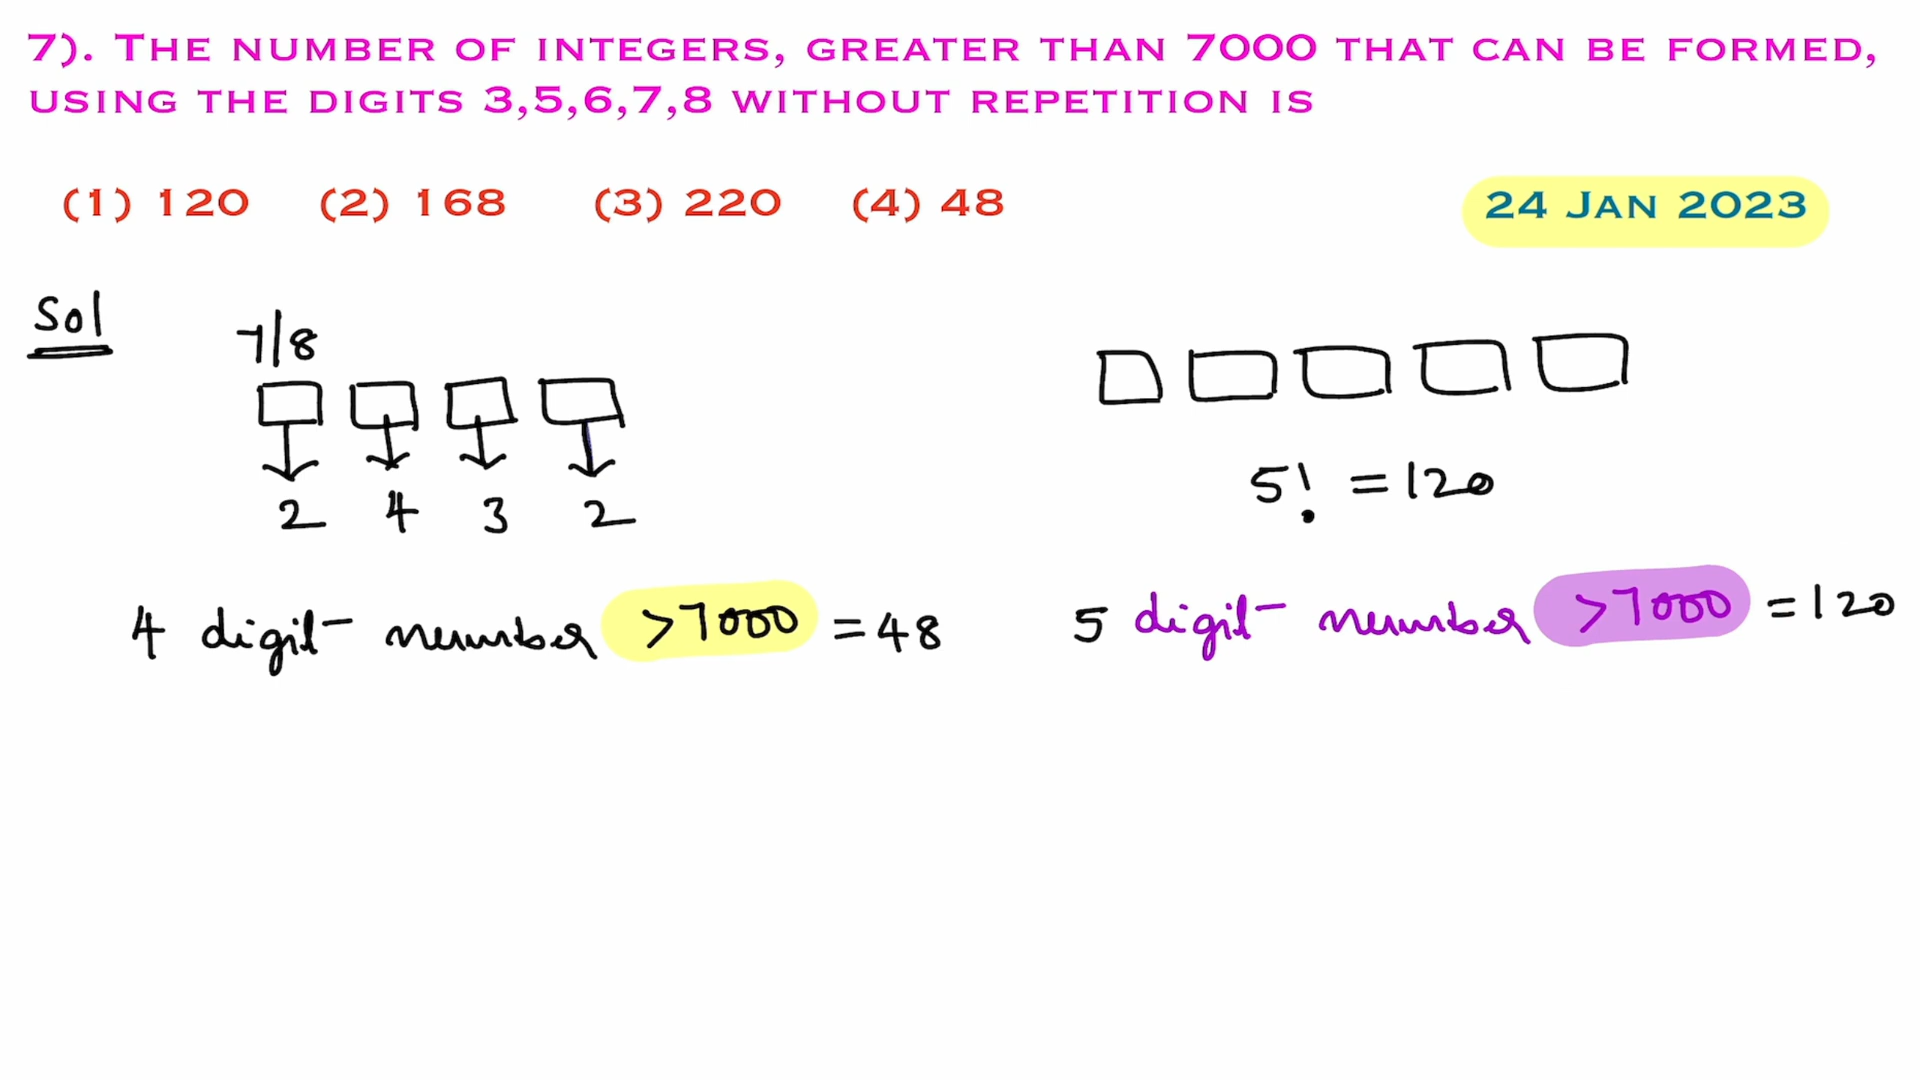 7). THE NUMBER OF INTEGERS, GREATER THAN 7000 THAT CAN BE FORMED,
USING THE DIGITS 3,5,6,7,8 WITHOUT REPETITION IS
(1) 120 (2) 168 (3) 220 (4) 48
24 JAN 2023
Sol
7/8
2 4 3 2
5! = 120
4 digit number >7000 = 48
5 digit number >7000 = 120